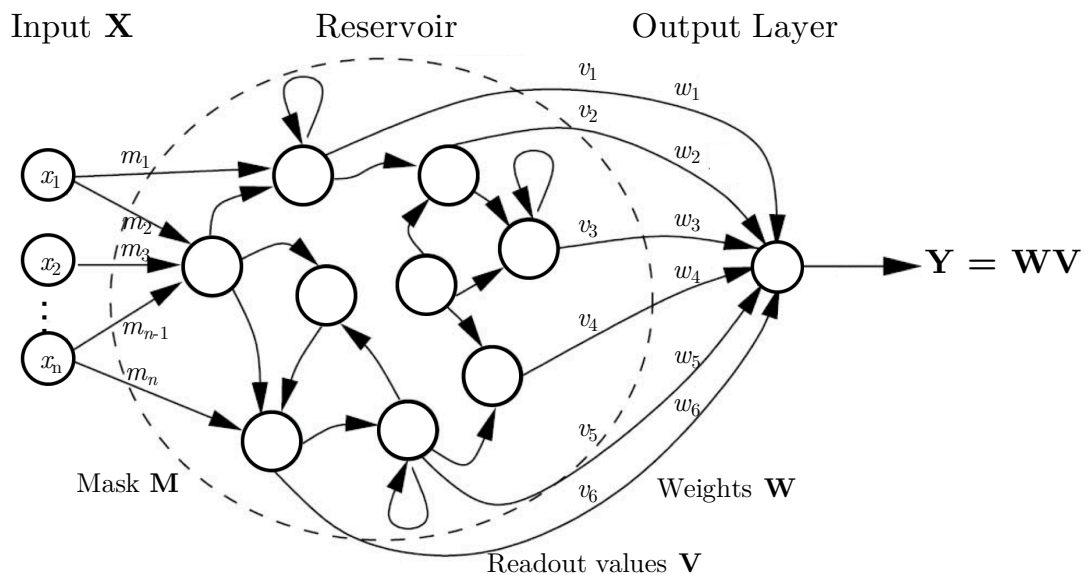 Input X Reservoir Output Layer
v1
w1
v2
m1
w2
x1
m2
v3
w3
m3
x2
Y = WV
w4
⋮
v4
mn-1
xn
w5
mn
w6
v5
Mask M
v6
Weights W
Readout values V